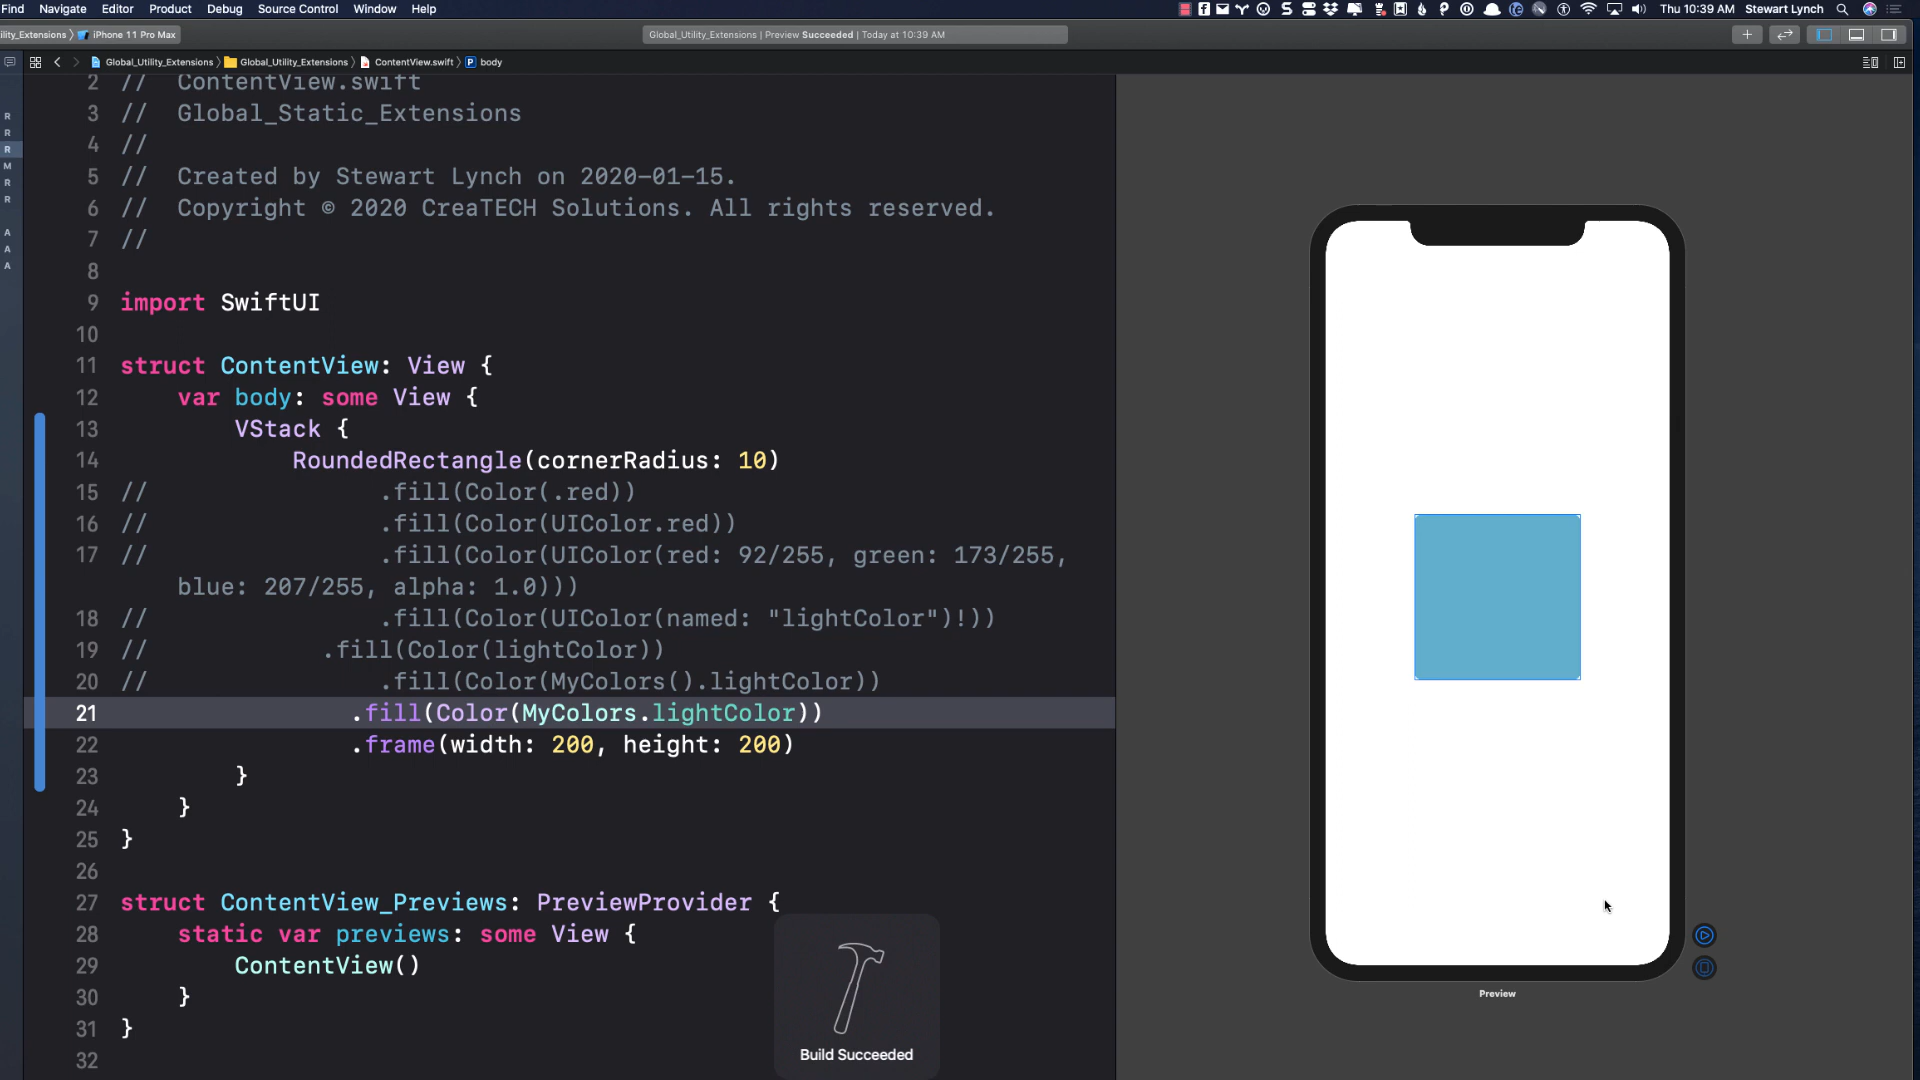 Find Navigate Editor Product Debug Source Control Window Help Thu 10:39 AM Stewart Lynch
ility_Extensions iPhone 11 Pro Max Global_Utility_Extensions | Preview Succeeded | Today at 10:39 AM
Global_Utility_Extensions Global_Utility_Extensions ContentView.swift P body
2 // ContentView.swift
3 // Global_Static_Extensions
4 //
5 // Created by Stewart Lynch on 2020-01-15.
6 // Copyright © 2020 CreaTECH Solutions. All rights reserved.
7 //
8
9 import SwiftUI
10
11 struct ContentView: View {
12 var body: some View {
13 VStack {
14 RoundedRectangle(cornerRadius: 10)
15 // .fill(Color(.red))
16 // .fill(Color(UIColor.red))
17 // .fill(Color(UIColor(red: 92/255, green: 173/255,
blue: 207/255, alpha: 1.0)))
18 // .fill(Color(UIColor(named: "lightColor")!))
19 // .fill(Color(lightColor))
20 // .fill(Color(MyColors().lightColor))
21 .fill(Color(MyColors.lightColor))
22 .frame(width: 200, height: 200)
23 }
24 }
25 }
26
27 struct ContentView_Previews: PreviewProvider {
28 static var previews: some View {
29 ContentView()
30 }
31 }
32
R
R
R
M
R
R
A
A
A
Build Succeeded
Preview